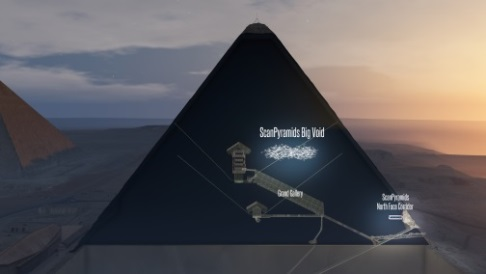 ScanPyramids Big Void
Grand Gallery
ScanPyramids
North Face Corridor